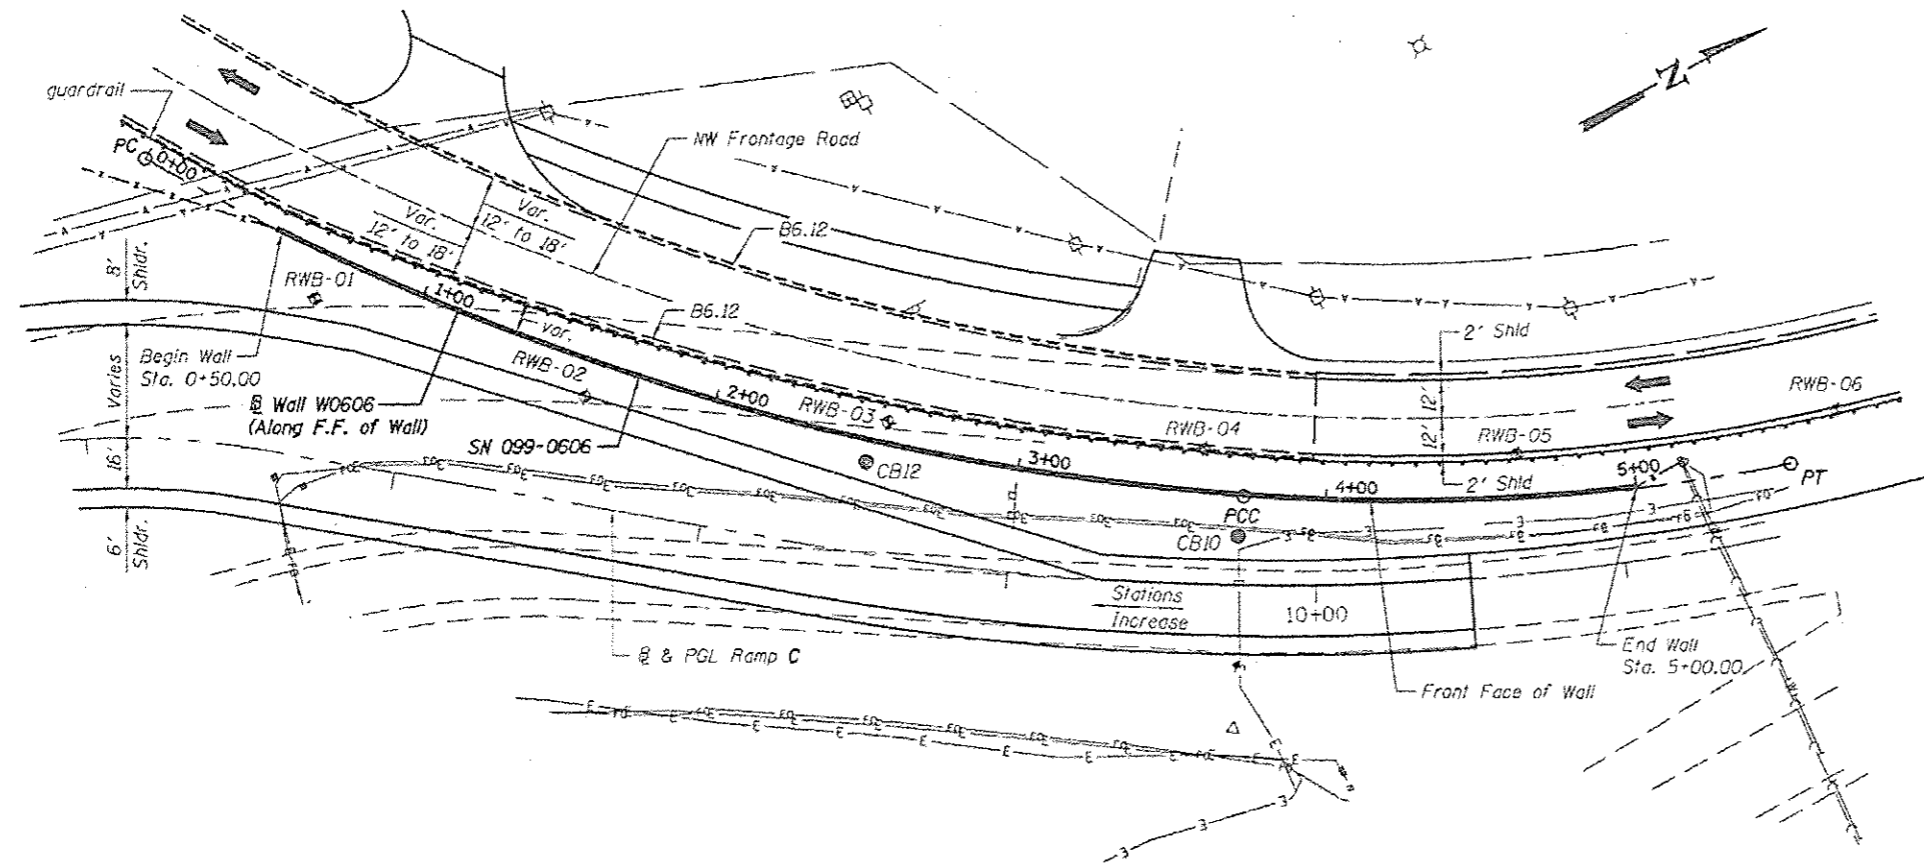 guardrail
PC
0+00
N
NW Frontage Road
Var.
12' to 18'
Var.
12' to 18'
B6.12
8'
Shldr.
RWB-01
1+00
B6.12
var.
2' Shld
Begin Wall
Sta. 0+50.00
Varies
RWB-02
2+00
RWB-03
RWB-04
12'
12'
RWB-05
RWB-06
Wall W0606
(Along F.F. of Wall)
SN 099-0606
CB12
3+00
4+00
2' Shld
5+00
PT
16'
PCC
CB10
6'
Shldr.
Stations
Increase
10+00
& PGL Ramp C
End Wall
Sta. 5+00.00
Front Face of Wall